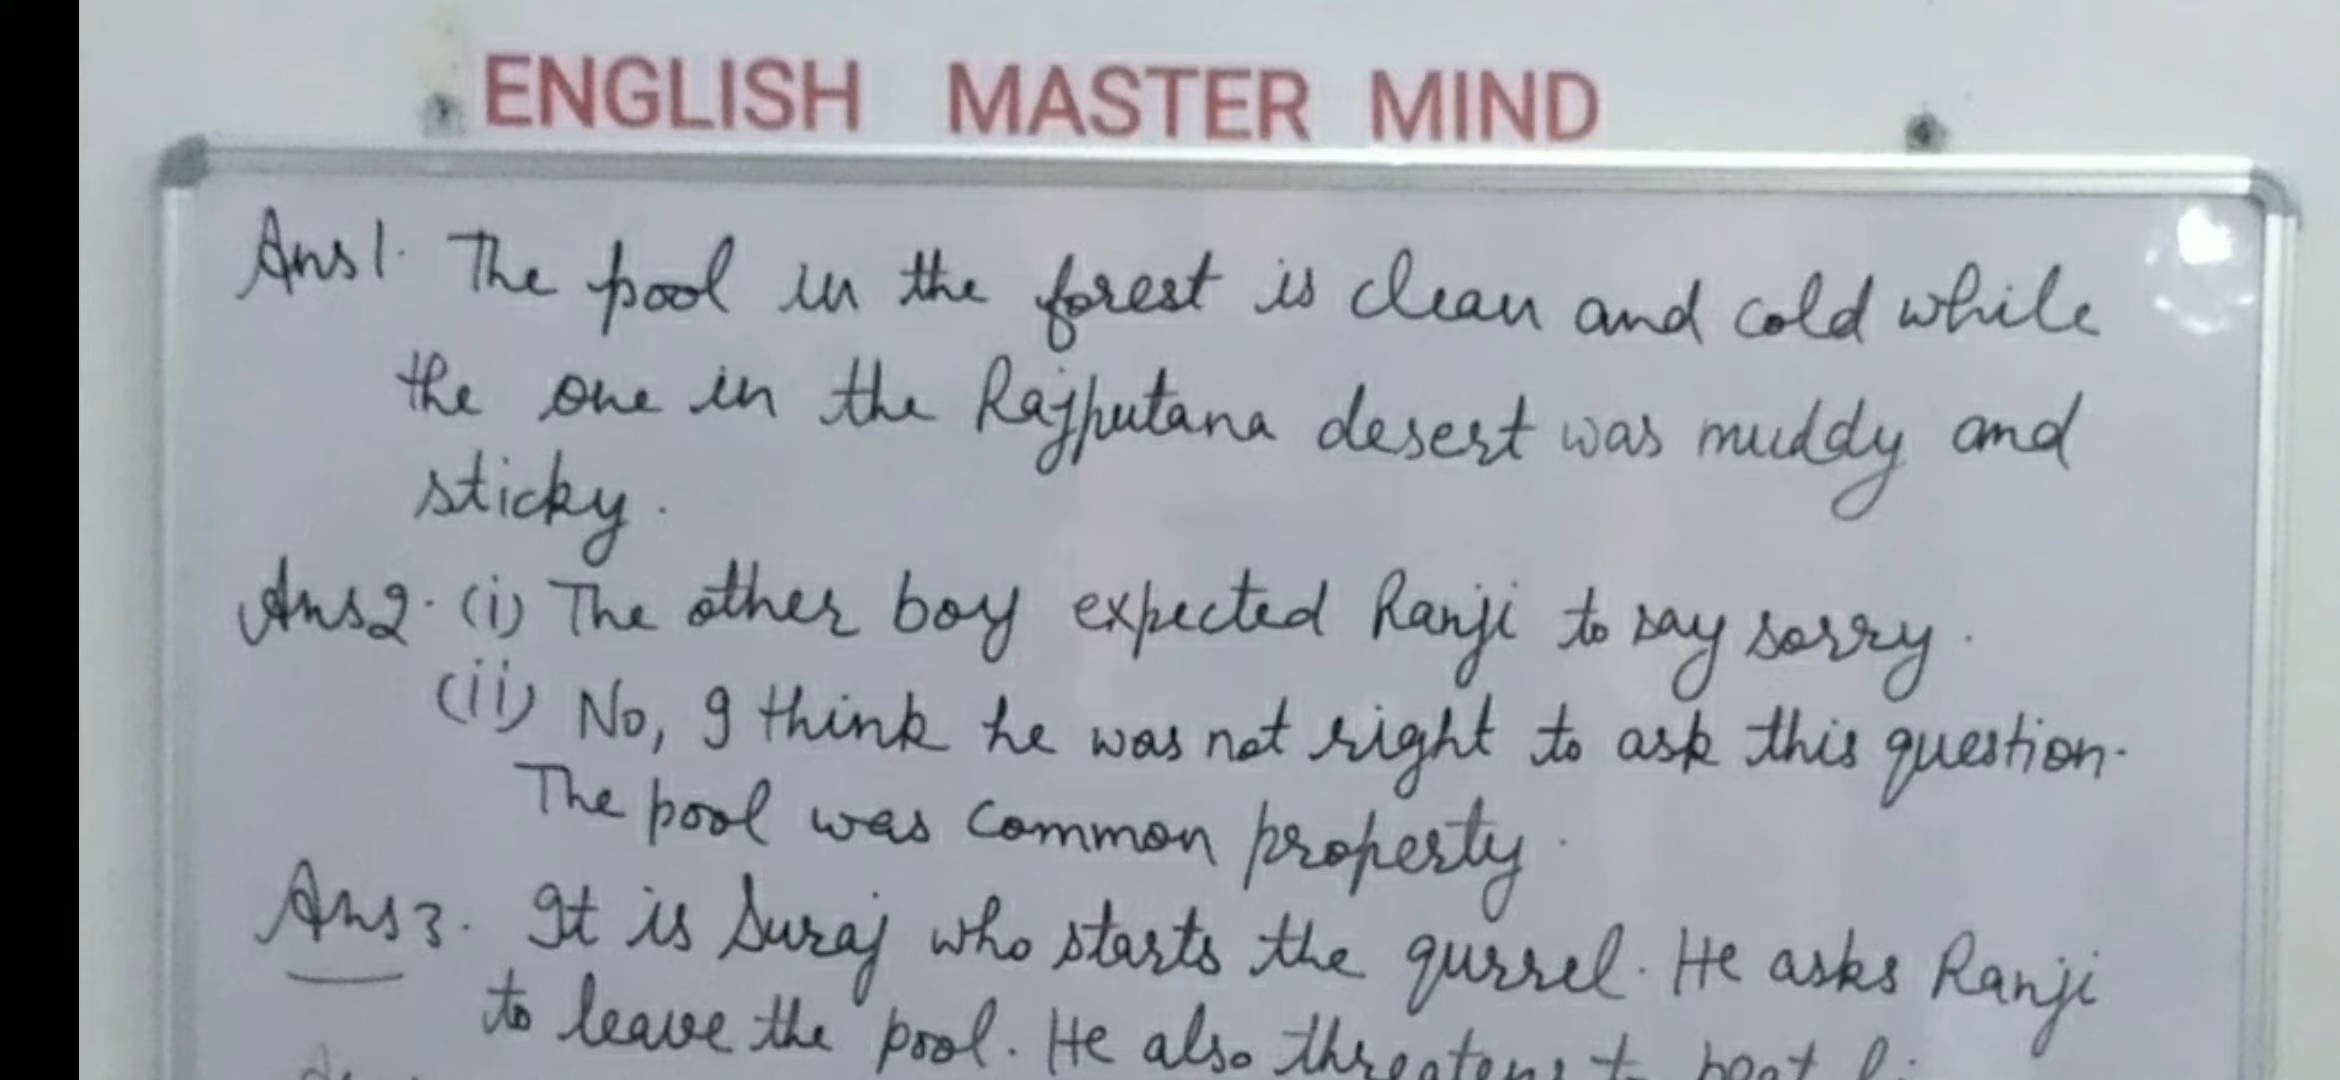 ENGLISH MASTER MIND
Ans1. The pool in the forest is clean and cold while
the one in the Rajputana desert was muddy and
sticky.
Ans2. (i) The other boy expected Ranji to say sorry.
(ii) No, I think he was not right to ask this question.
The pool was common property.
Ans3. It is Suraj who starts the qurrel. He asks Ranji
to leave the pool. He also threatens to beat